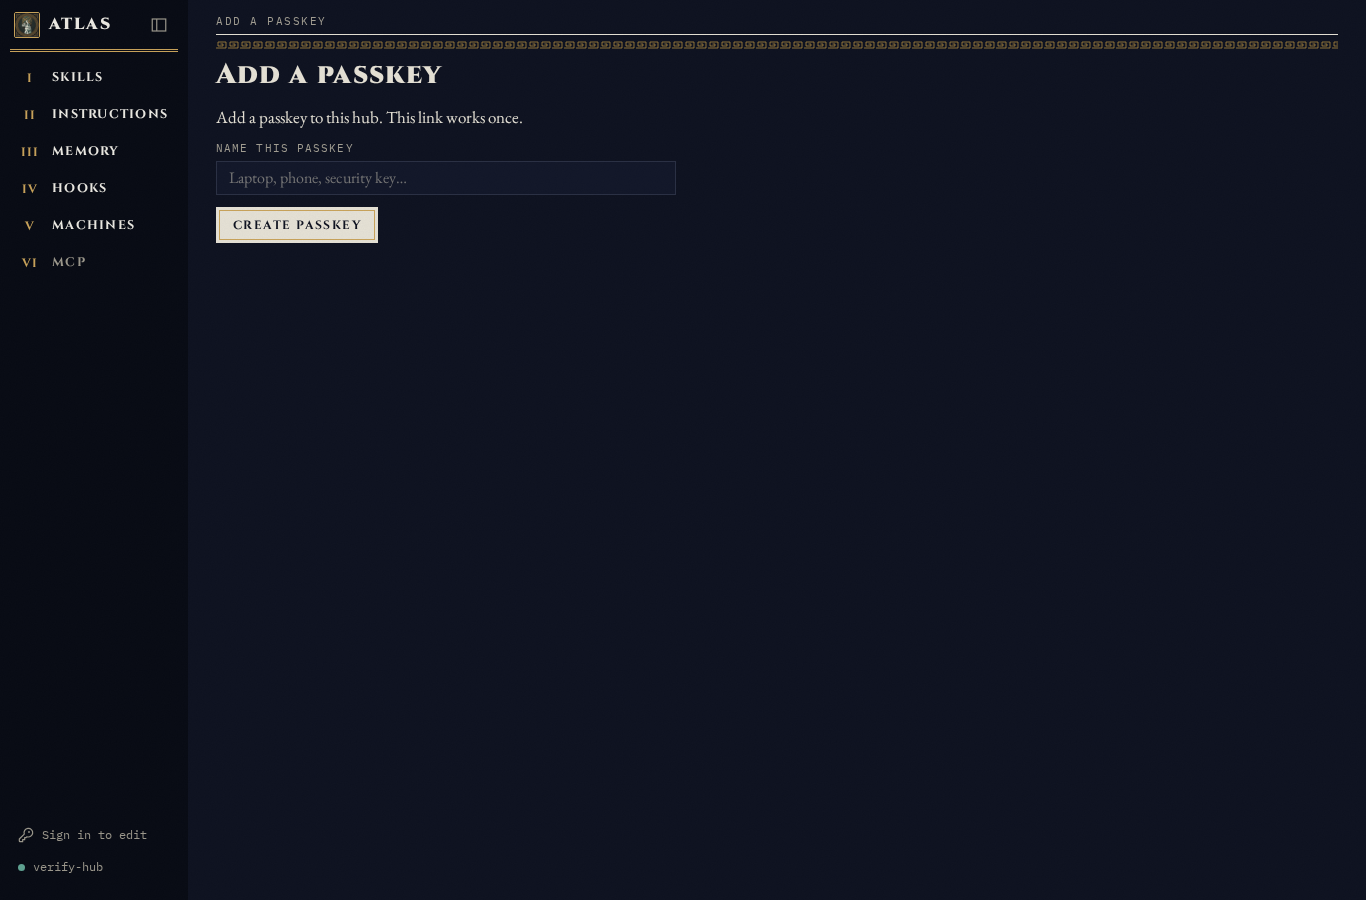 ATLAS
I SKILLS
II INSTRUCTIONS
III MEMORY
IV HOOKS
V MACHINES
VI MCP
Sign in to edit
verify-hub
ADD A PASSKEY
ADD A PASSKEY
Add a passkey to this hub. This link works once.
NAME THIS PASSKEY
Laptop, phone, security key…
CREATE PASSKEY